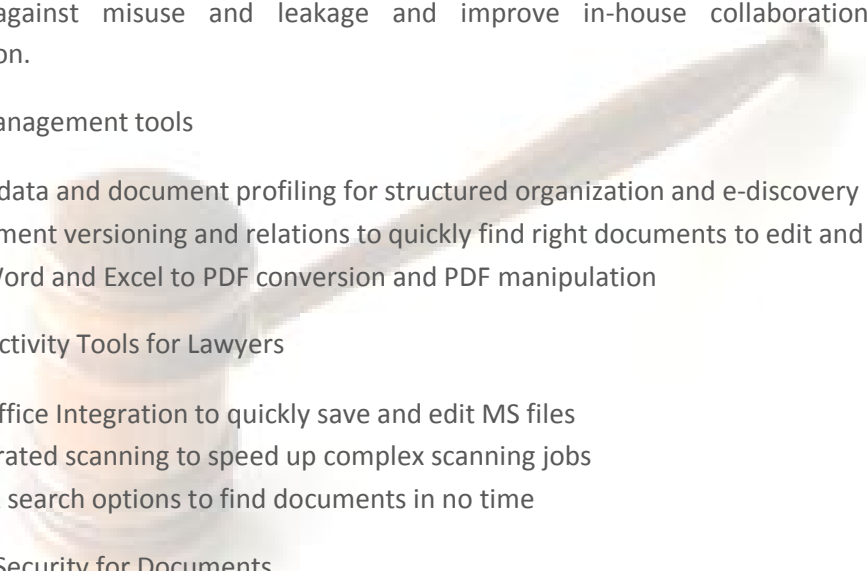 against misuse and leakage and improve in-house collaboration
on.
anagement tools
data and document profiling for structured organization and e-discovery
ment versioning and relations to quickly find right documents to edit and
Word and Excel to PDF conversion and PDF manipulation
ctivity Tools for Lawyers
ffice Integration to quickly save and edit MS files
rated scanning to speed up complex scanning jobs
search options to find documents in no time
Security for Documents